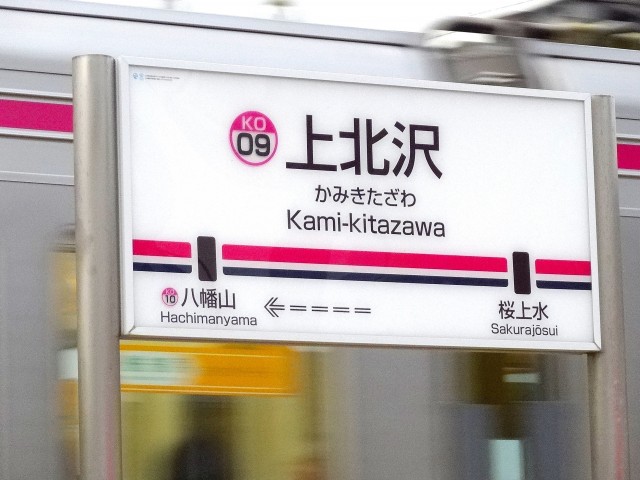 KO
09
上北沢
かみきたざわ
Kami-kitazawa
KO
10
八幡山
Hachimanyama
桜上水
Sakurajōsui